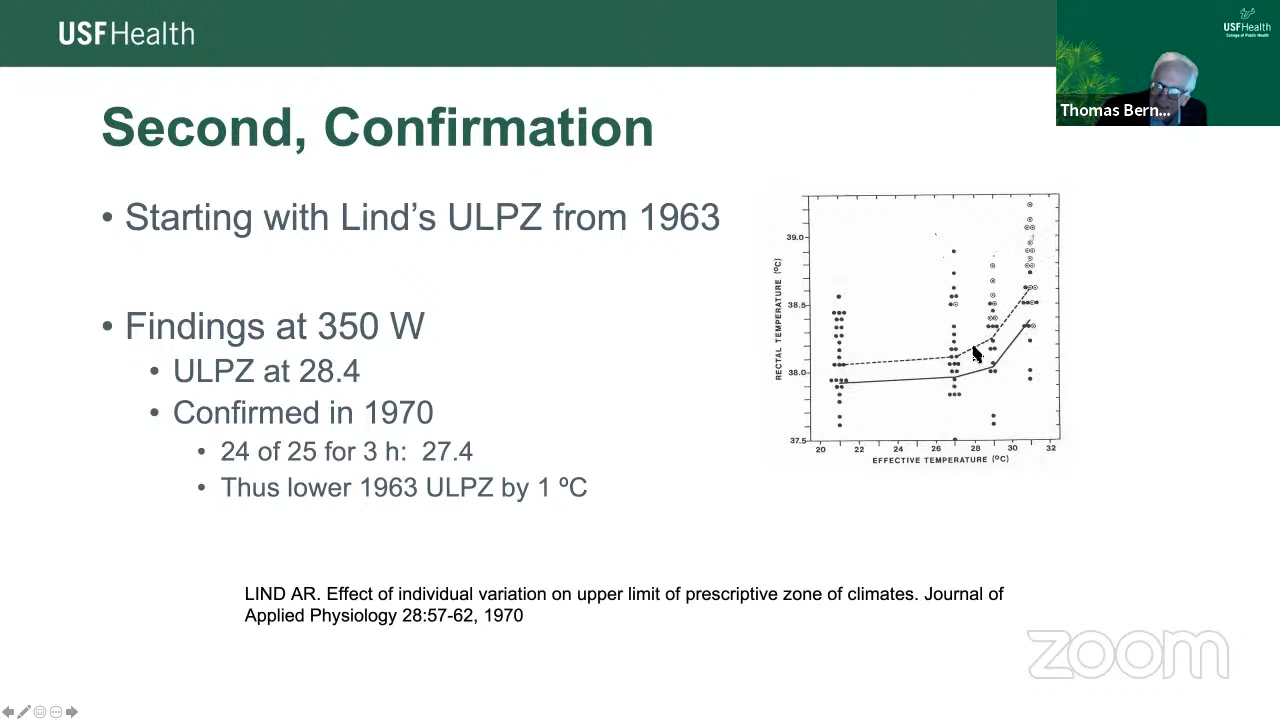 USFHealth
USFHealth
College of Public Health
Thomas Bern...
Second, Confirmation
• Starting with Lind’s ULPZ from 1963
• Findings at 350 W
• ULPZ at 28.4
• Confirmed in 1970
• 24 of 25 for 3 h: 27.4
• Thus lower 1963 ULPZ by 1 ºC
RECTAL TEMPERATURE (ºC)
39.0
38.5
38.0
37.5
20 22 24 26 28 30 32
EFFECTIVE TEMPERATURE (ºC)
LIND AR. Effect of individual variation on upper limit of prescriptive zone of climates. Journal of
Applied Physiology 28:57-62, 1970
zoom